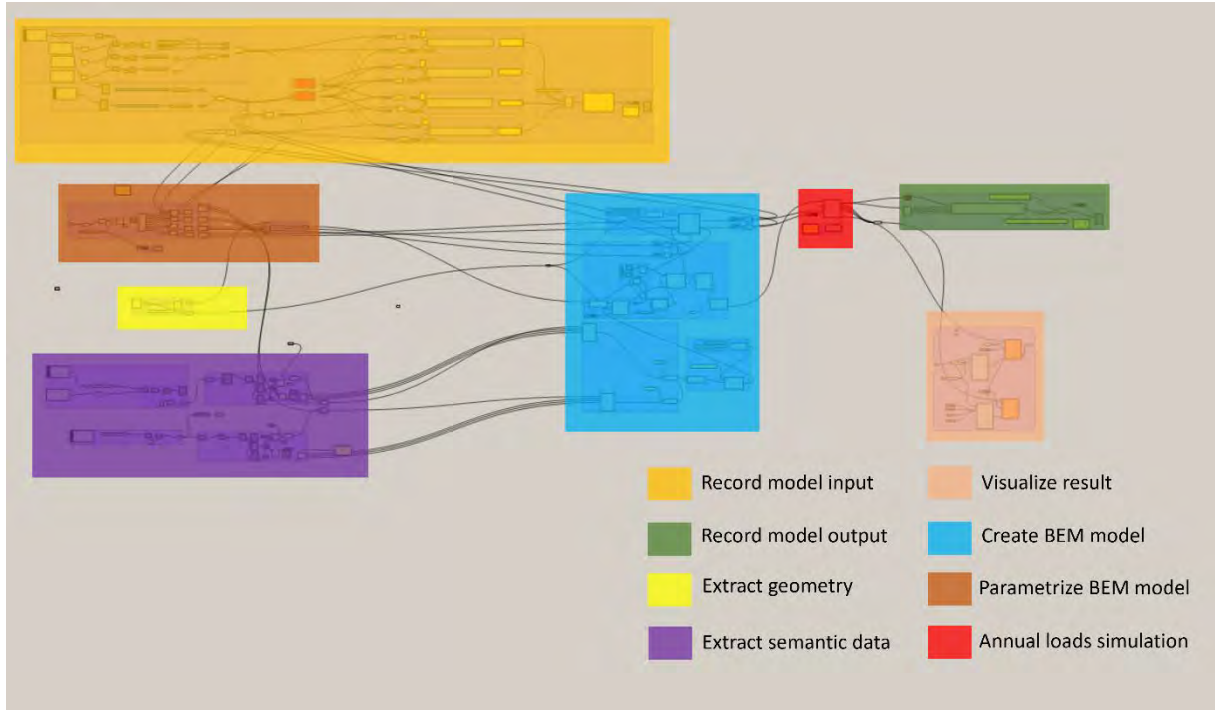 Record model input
Visualize result
Record model output
Create BEM model
Extract geometry
Parametrize BEM model
Extract semantic data
Annual loads simulation